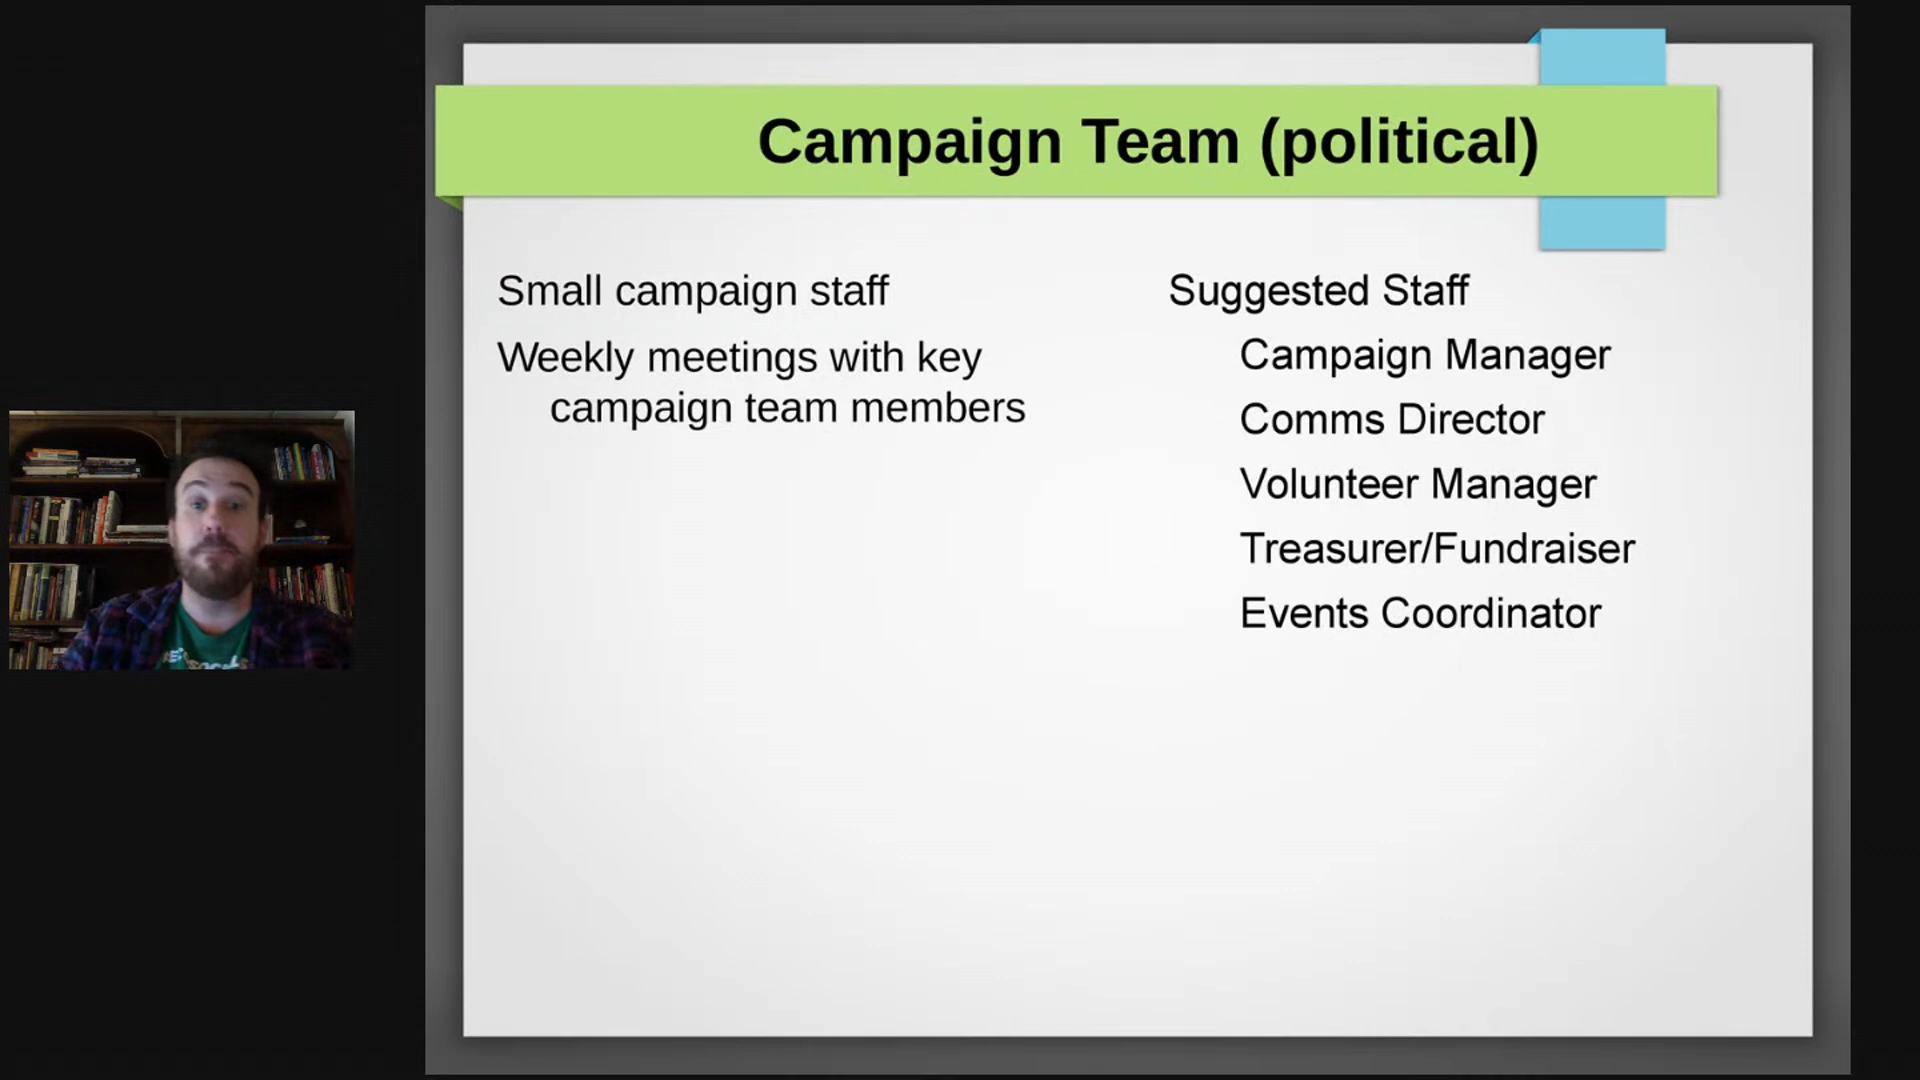 Campaign Team (political)
Small campaign staff
Weekly meetings with key
campaign team members
Suggested Staff
Campaign Manager
Comms Director
Volunteer Manager
Treasurer/Fundraiser
Events Coordinator